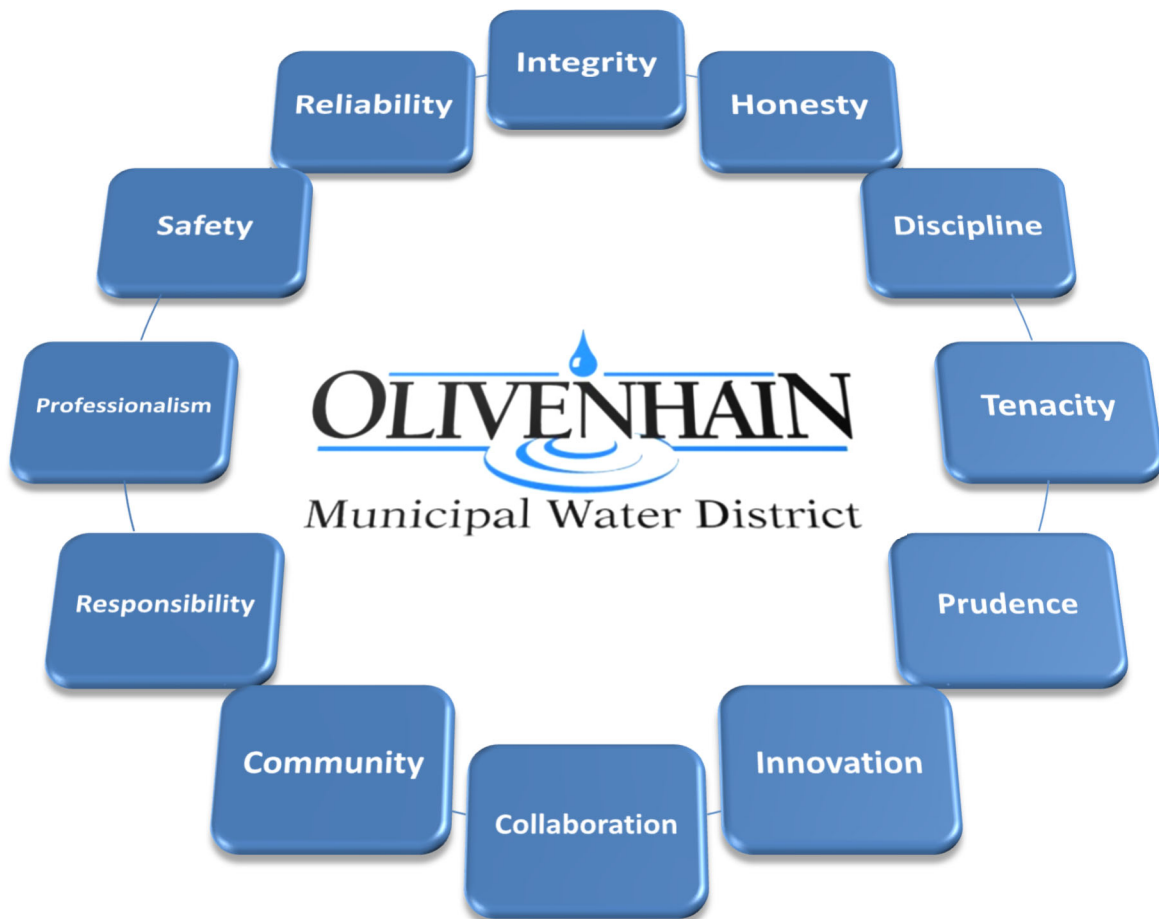 Integrity
Honesty
Discipline
Tenacity
Prudence
Innovation
Collaboration
Community
Responsibility
Professionalism
Safety
Reliability
OLIVENHAIN
Municipal Water District